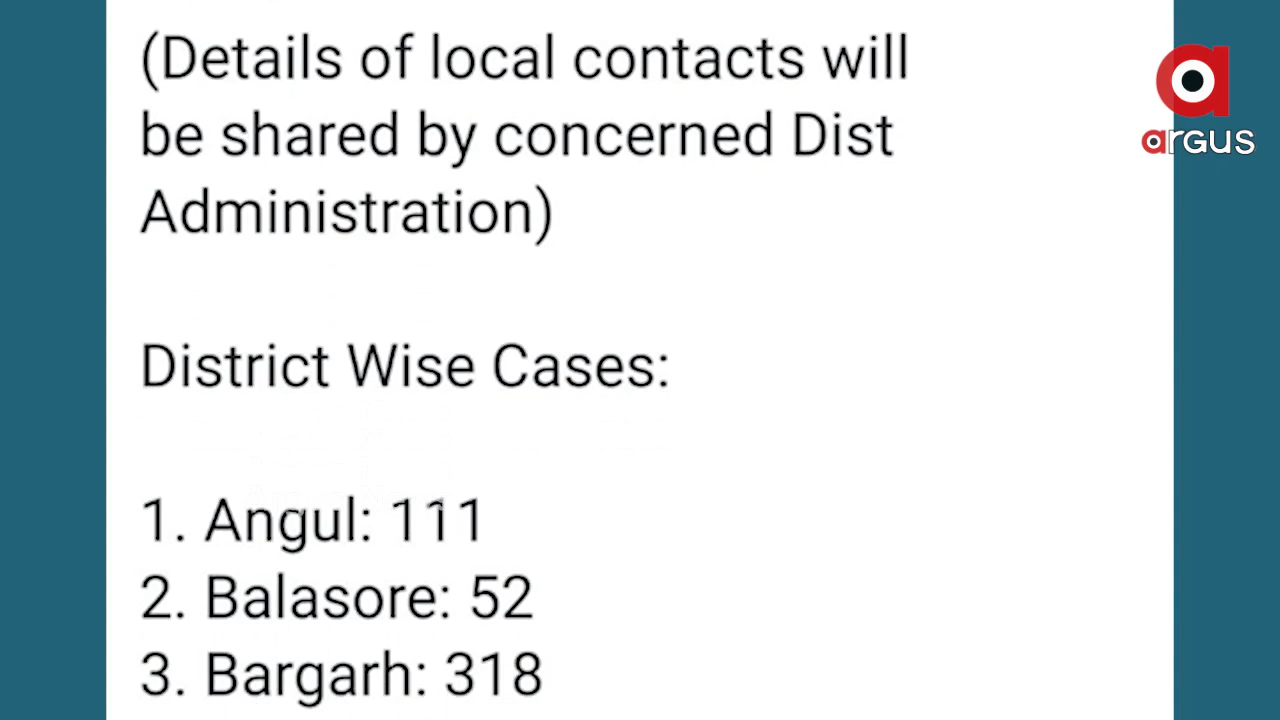 (Details of local contacts will
be shared by concerned Dist
Administration)
District Wise Cases:
1. Angul: 111
2. Balasore: 52
3. Bargarh: 318
argus